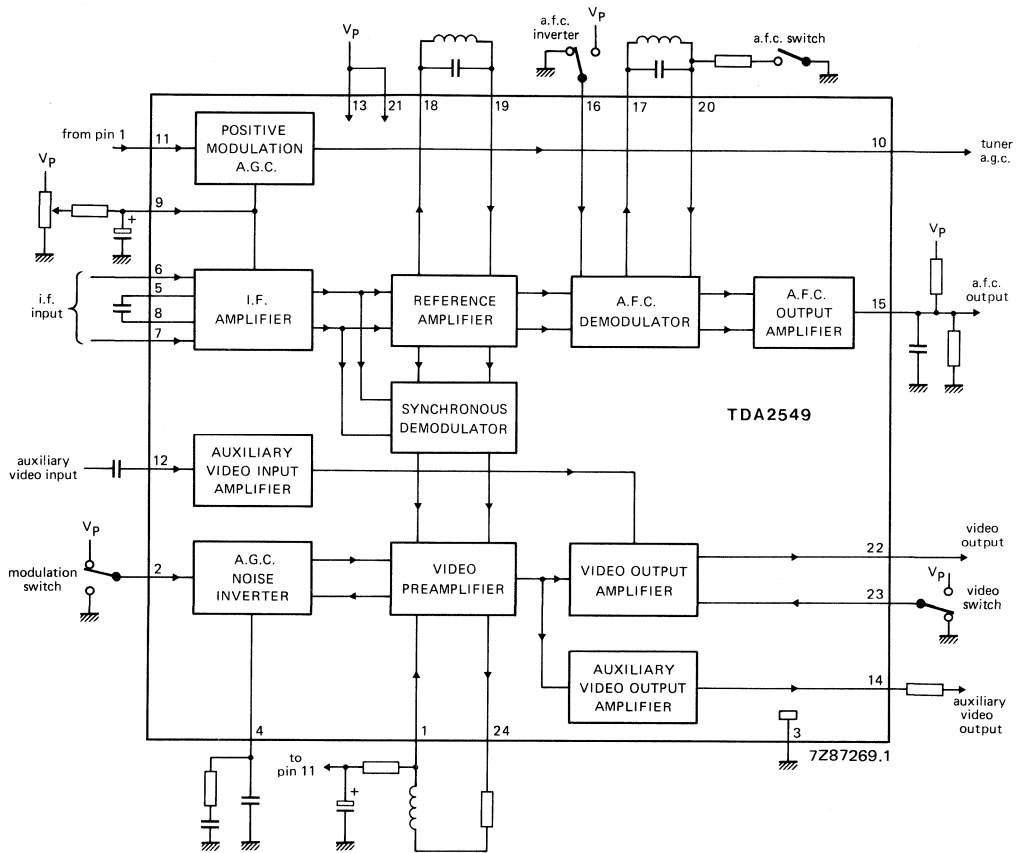 a.f.c.
inverter
VP
VP
a.f.c. switch
13
21
18
19
16
17
20
from pin 1
11
POSITIVE
MODULATION
A.G.C.
10
tuner
a.g.c.
VP
9
+
i.f.
input
6
5
8
7
I.F.
AMPLIFIER
REFERENCE
AMPLIFIER
A.F.C.
DEMODULATOR
A.F.C.
OUTPUT
AMPLIFIER
VP
15
a.f.c.
output
SYNCHRONOUS
DEMODULATOR
TDA2549
auxiliary
video input
12
AUXILIARY
VIDEO INPUT
AMPLIFIER
VP
modulation
switch
2
A.G.C.
NOISE
INVERTER
VIDEO
PREAMPLIFIER
VIDEO OUTPUT
AMPLIFIER
22
video
output
VP
23
video
switch
AUXILIARY
VIDEO OUTPUT
AMPLIFIER
14
auxiliary
video
output
4
1
24
3
7Z87269.1
to
pin 11
+